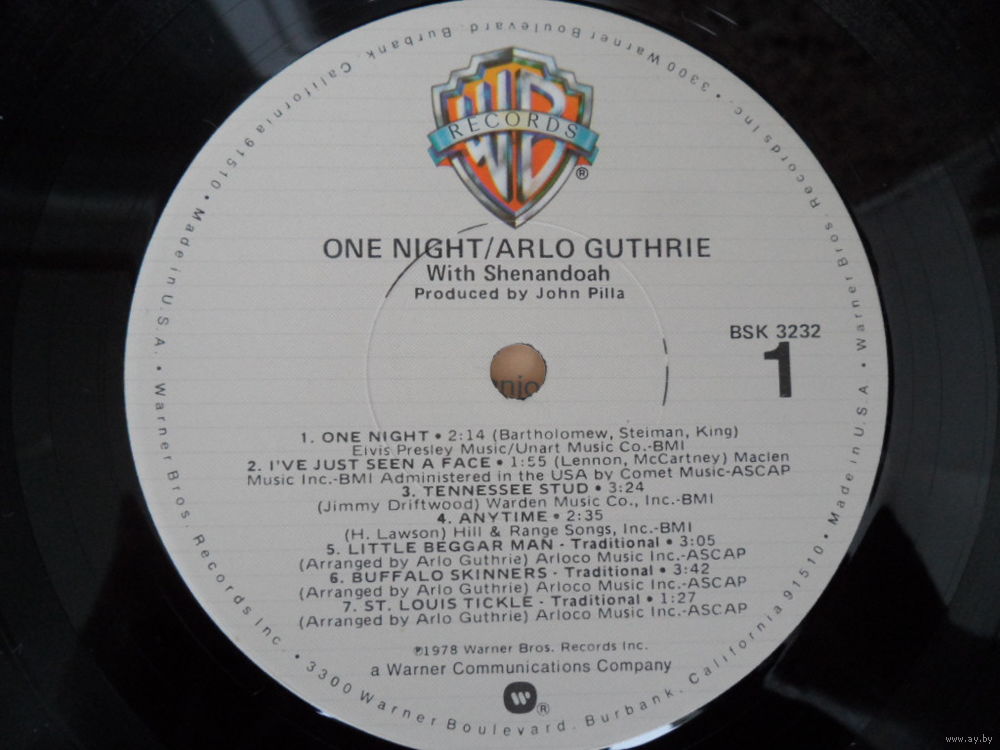 WB
RECORDS
®
ONE NIGHT/ARLO GUTHRIE
With Shenandoah
Produced by John Pilla
BSK 3232
1
1. ONE NIGHT • 2:14 (Bartholomew, Steiman, King)
Elvis Presley Music/Unart Music Co.-BMI
2. I'VE JUST SEEN A FACE • 1:55 (Lennon, McCartney) Maclen
Music Inc.-BMI Administered in the USA by Comet Music-ASCAP
3. TENNESSEE STUD • 3:24
(Jimmy Driftwood) Warden Music Co., Inc.-BMI
4. ANYTIME • 2:35
(H. Lawson) Hill & Range Songs, Inc.-BMI
5. LITTLE BEGGAR MAN - Traditional • 3:05
(Arranged by Arlo Guthrie) Arloco Music Inc.-ASCAP
6. BUFFALO SKINNERS - Traditional • 3:42
(Arranged by Arlo Guthrie) Arloco Music Inc.-ASCAP
7. ST. LOUIS TICKLE - Traditional • 1:27
(Arranged by Arlo Guthrie) Arloco Music Inc.-ASCAP
℗1978 Warner Bros. Records Inc.
a Warner Communications Company
®
Warner Bros. Records Inc. • 3300 Warner Boulevard, Burbank, California 91510 • Made in U.S.A. •
Warner Bros. Records Inc. • 3300 Warner Boulevard, Burbank, California 91510 • Made in U.S.A. •
www.ay.by